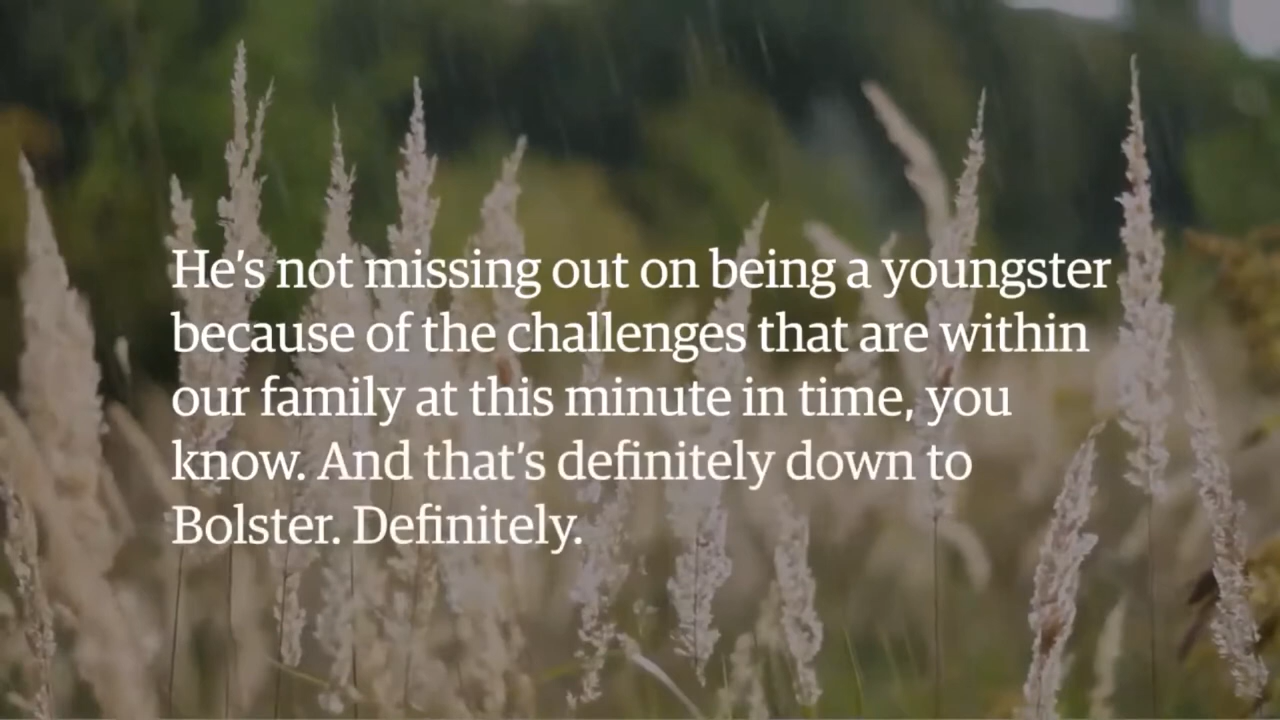 He's not missing out on being a youngster
because of the challenges that are within
our family at this minute in time, you
know. And that's definitely down to
Bolster. Definitely.